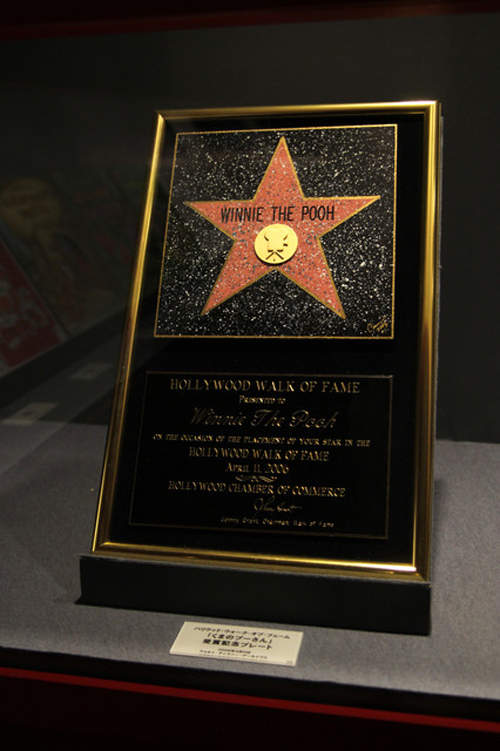 WINNIE THE POOH
HOLLYWOOD WALK OF FAME
PRESENTED TO
Winnie The Pooh
ON THE OCCASION OF THE PLACEMENT OF YOUR STAR IN THE
HOLLYWOOD WALK OF FAME
APRIL 11, 2006
HOLLYWOOD CHAMBER OF COMMERCE
Johnny Grant, Chairman, Walk of Fame
ハリウッド・ウォーク・オブ・フェーム
「くまのプーさん」
受賞記念プレート